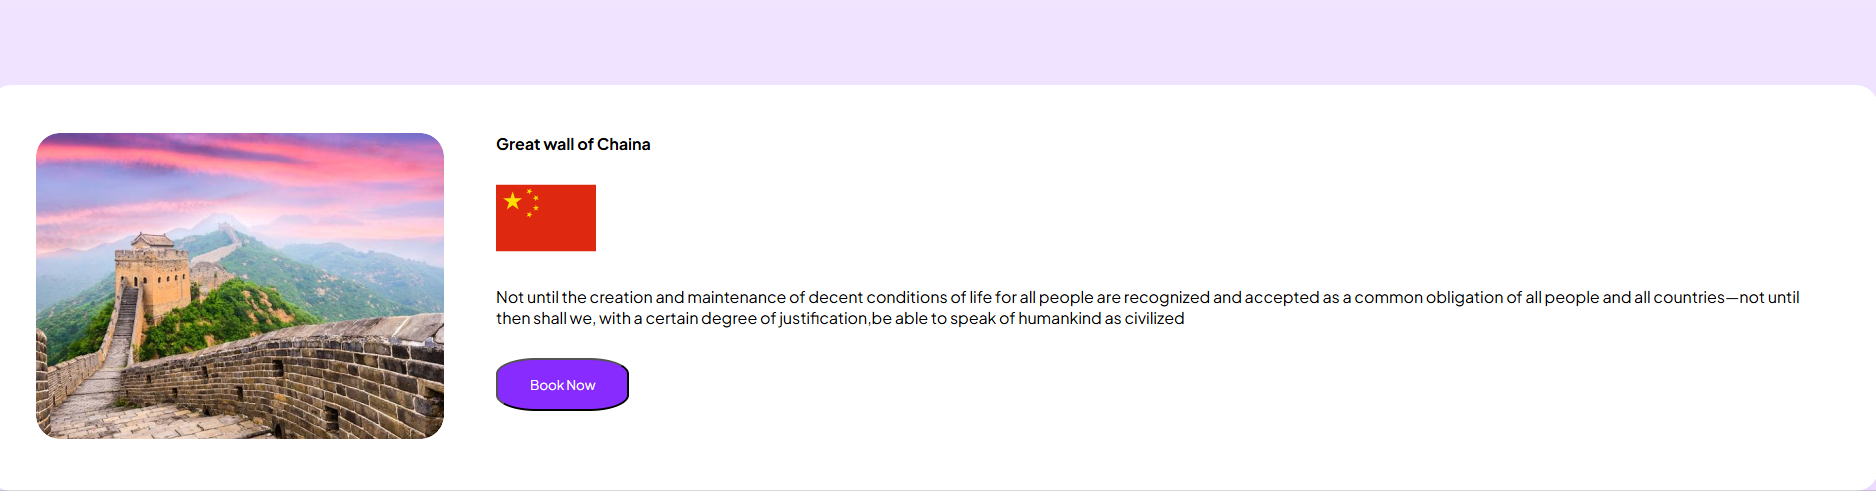 Great wall of Chaina
Not until the creation and maintenance of decent conditions of life for all people are recognized and accepted as a common obligation of all people and all countries—not until
then shall we, with a certain degree of justification,be able to speak of humankind as civilized
Book Now